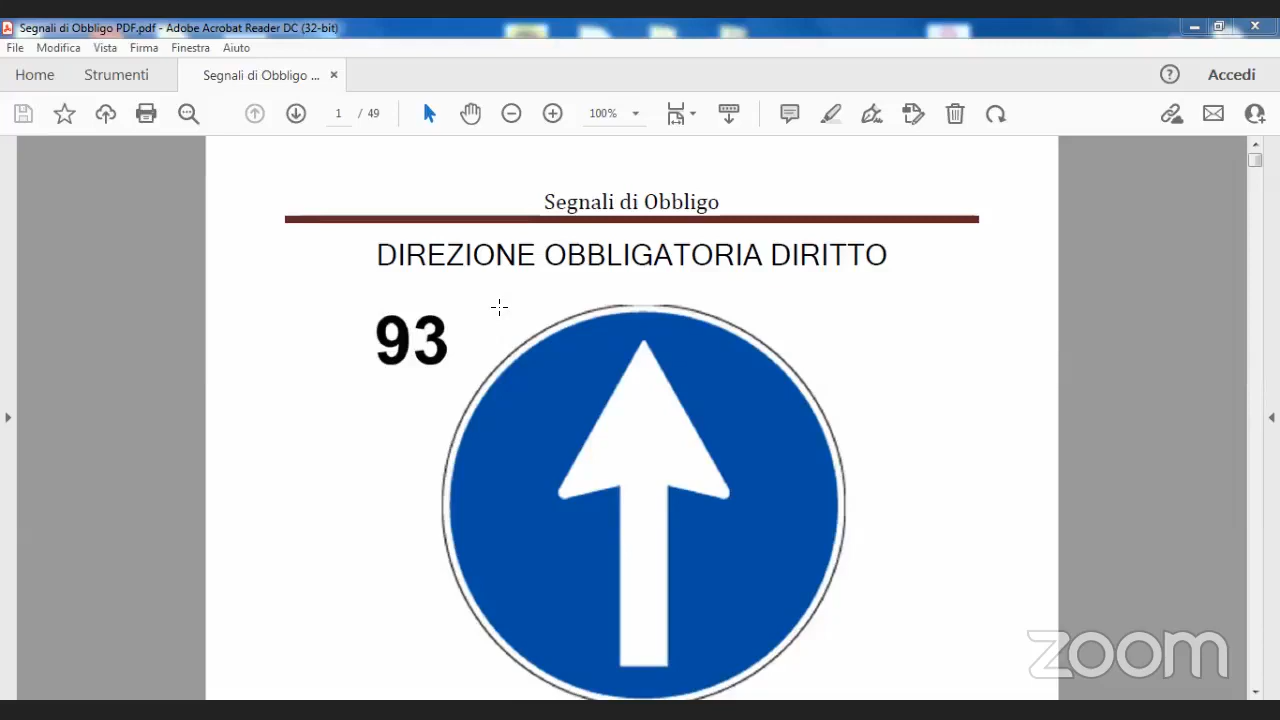 Segnali di Obbligo PDF.pdf - Adobe Acrobat Reader DC (32-bit)
File Modifica Vista Firma Finestra Aiuto
Home Strumenti Segnali di Obbligo ... × Accedi
1 / 49 100%
Segnali di Obbligo
DIREZIONE OBBLIGATORIA DIRITTO
93
zoom